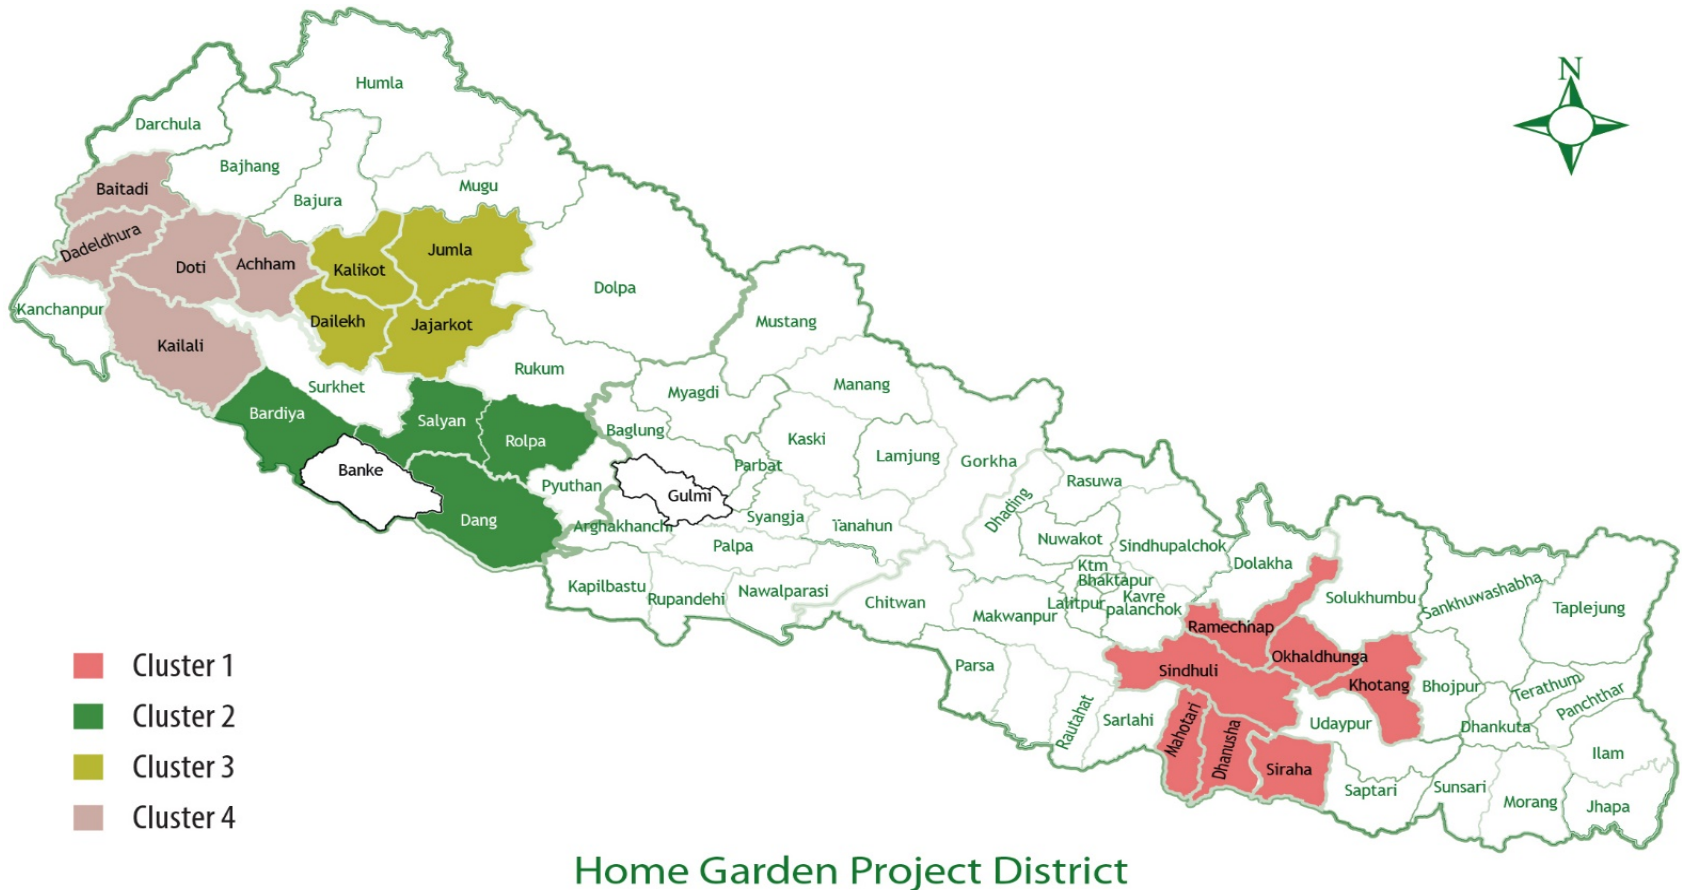 N
Humla
Darchula
Bajhang
Mugu
Baitadi
Bajura
Dadeldhura
Doti
Achham
Kalikot
Jumla
Kanchanpur
Dailekh
Jajarkot
Dolpa
Mustang
Kailali
Surkhet
Rukum
Myagdi
Manang
Bardiya
Salyan
Rolpa
Baglung
Kaski
Lamjung
Gorkha
Banke
Parbat
Pyuthan
Gulmi
Rasuwa
Dang
Arghakhanchi
Syangja
Tanahun
Dhading
Nuwakot
Sindhupalchok
Palpa
Dolakha
Ktm
Bhaktapur
Kapilbastu
Rupandehi
Nawalparasi
Chitwan
Makwanpur
Lalitpur
Kavre
palanchok
Ramechhap
Solukhumbu
Sankhuwashabha
Taplejung
Parsa
Sindhuli
Okhaldhunga
Khotang
Bhojpur
Terathum
Panchthar
Rautahat
Sarlahi
Mahotari
Dhanusha
Siraha
Udaypur
Dhankuta
Ilam
Saptari
Sunsari
Morang
Jhapa
Cluster 1
Cluster 2
Cluster 3
Cluster 4
Home Garden Project District